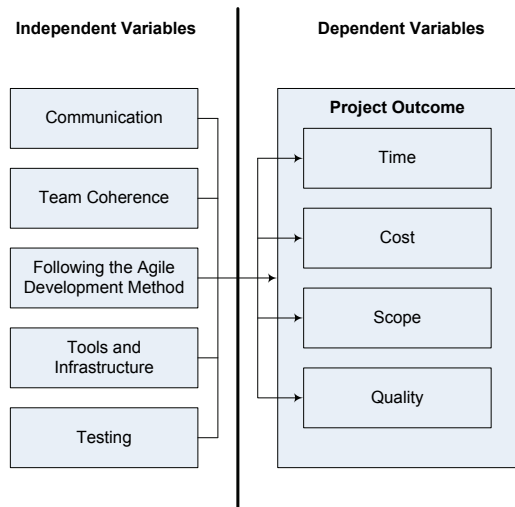 Independent Variables
Communication
Team Coherence
Following the Agile
Development Method
Tools and
Infrastructure
Testing
Dependent Variables
Project Outcome
Time
Cost
Scope
Quality